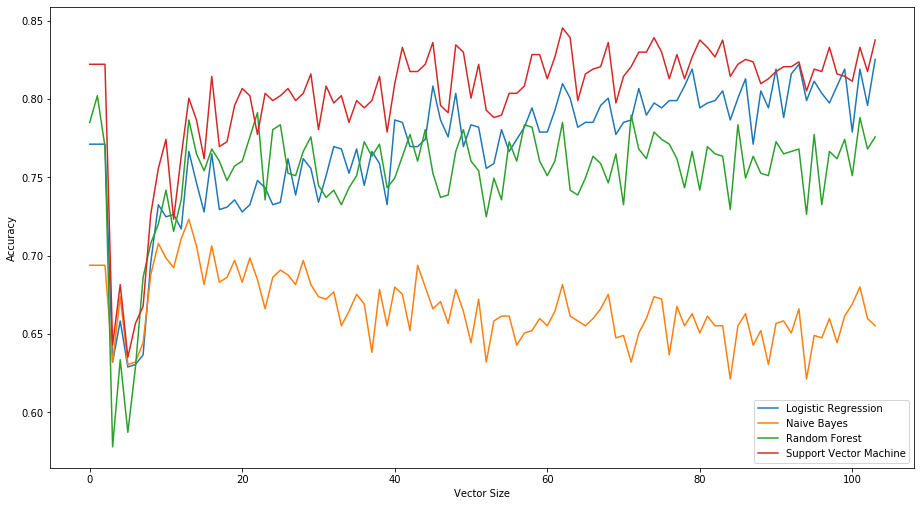 0.85
0.80
0.75
0.70
0.65
0.60
Accuracy
0
20
40
60
80
100
Vector Size
Logistic Regression
Naive Bayes
Random Forest
Support Vector Machine